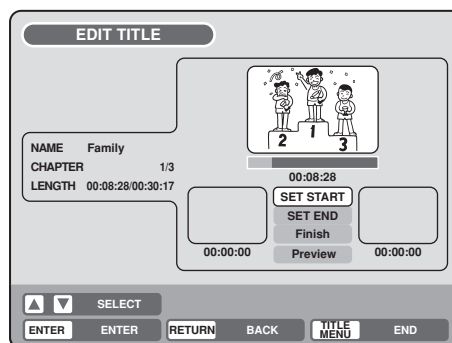 EDIT TITLE
2 1 3
NAME Family
CHAPTER 1/3
LENGTH 00:08:28/00:30:17
00:08:28
SET START
SET END
Finish
00:00:00 Preview 00:00:00
SELECT
ENTER ENTER RETURN BACK TITLE MENU END